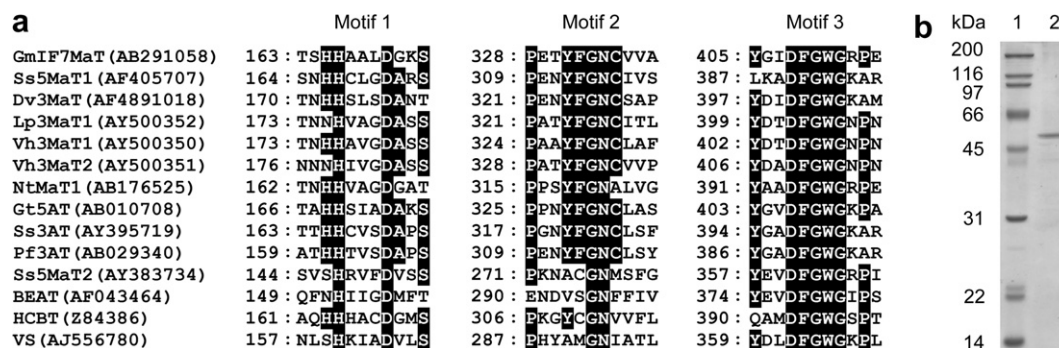 a Motif 1 Motif 2 Motif 3 b kDa 1 2
GmIF7MaT(AB291058) 163 : TSHHAALDGKS 328 : PETYFGNCVVA 405 : YGIDFGWGRPE
Ss5MaT1(AF405707) 164 : SNHHCLGDARS 309 : PENYFGNCIVS 387 : LKADFGWGKAR
Dv3MaT(AF4891018) 170 : TNHHSLSDANT 321 : PENYFGNCSAP 397 : YDIDFGWGKAM
Lp3MaT1(AY500352) 173 : TNNHVAGDASS 321 : PATYFGNCITL 399 : YDTDFGWGNPN
Vh3MaT1(AY500350) 173 : TNHHAVGDASS 324 : PAAYFGNCLAF 402 : YDTDFGWGNPN
Vh3MaT2(AY500351) 176 : NNNHIVGDASS 328 : PATYFGNCVVP 406 : YDADFGWGKPN
NtMaT1(AB176525) 162 : TNHHVAGDGAT 315 : PPSYFGNALVG 391 : YAADFGWGRPE
Gt5AT(AB010708) 166 : TAHHSIADAKS 325 : PPNYFGNCLAS 403 : YGVDFGWGKPA
Ss3AT(AY395719) 163 : TTHHCVSDAPS 317 : PGNYFGNCLSF 394 : YGADFGWGKAR
Pf3AT(AB029340) 159 : ATHHTVSDAPS 309 : PENYFGNCLSY 386 : YGADFGWGKAR
Ss5MaT2(AY383734) 144 : SVSHRVFDVSS 271 : PKNACGNMSFG 357 : YEVDFGWGRPI
BEAT(AF043464) 149 : QFNHIIGDMFT 290 : ENDVSGNFFIV 374 : YEVDFGWGIPS
HCBT(Z84386) 161 : AQHHHACDGMS 306 : PKGYCGNVVFL 390 : QAMDFGWGSPT
VS(AJ556780) 157 : NLSHKIADVLS 287 : PHYAMGNIATL 359 : YDLDFGWGKPT
200
116
97
66
45
31
22
14